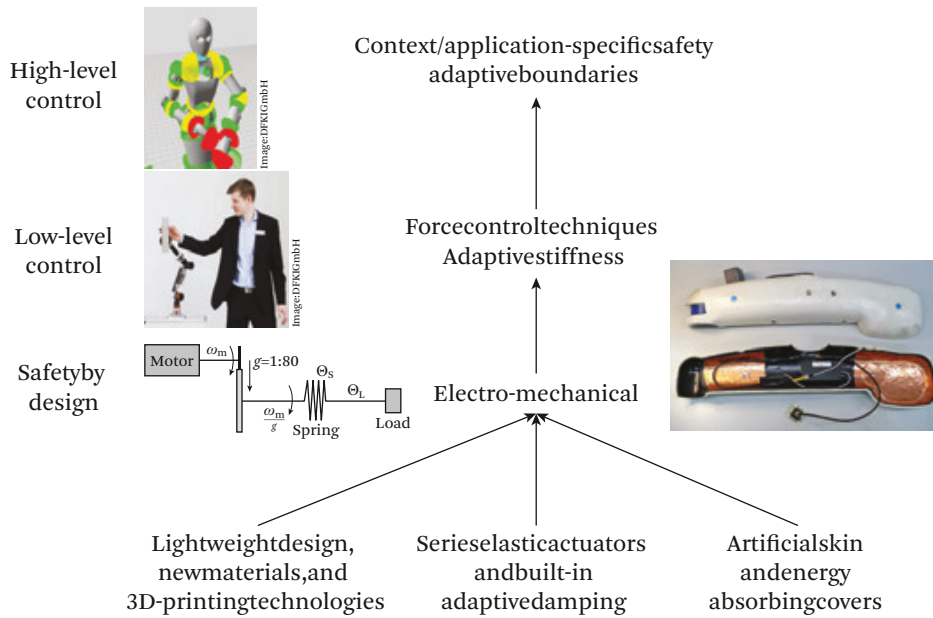 High-level
control
Image:DFKIGmbH
Context/application-specificsafety
adaptiveboundaries
Low-level
control
Image:DFKIGmbH
Forcecontroltechniques
Adaptivestiffness
Safetyby
design
Motor
ωm
g=1:80
ωm
g
ΘS
Spring
ΘL
Load
Electro-mechanical
Lightweightdesign,
newmaterials,and
3D-printingtechnologies
Serieselasticactuators
andbuilt-in
adaptivedamping
Artificialskin
andenergy
absorbingcovers